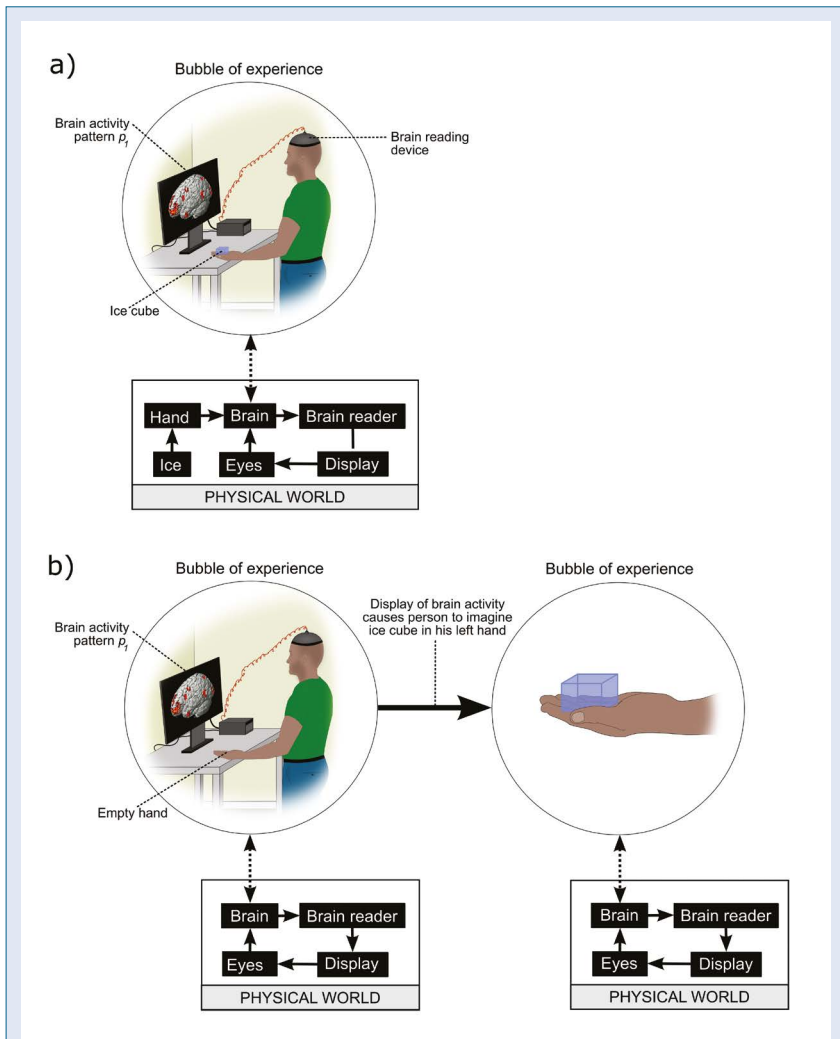 a)
Bubble of experience
Brain activity
pattern p1
Brain reading
device
Ice cube
Hand
Brain
Brain reader
Ice
Eyes
Display
PHYSICAL WORLD
b)
Bubble of experience
Bubble of experience
Brain activity
pattern p1
Display of brain activity
causes person to imagine
ice cube in his left hand
Empty hand
Brain
Brain reader
Eyes
Display
PHYSICAL WORLD
Brain
Brain reader
Eyes
Display
PHYSICAL WORLD